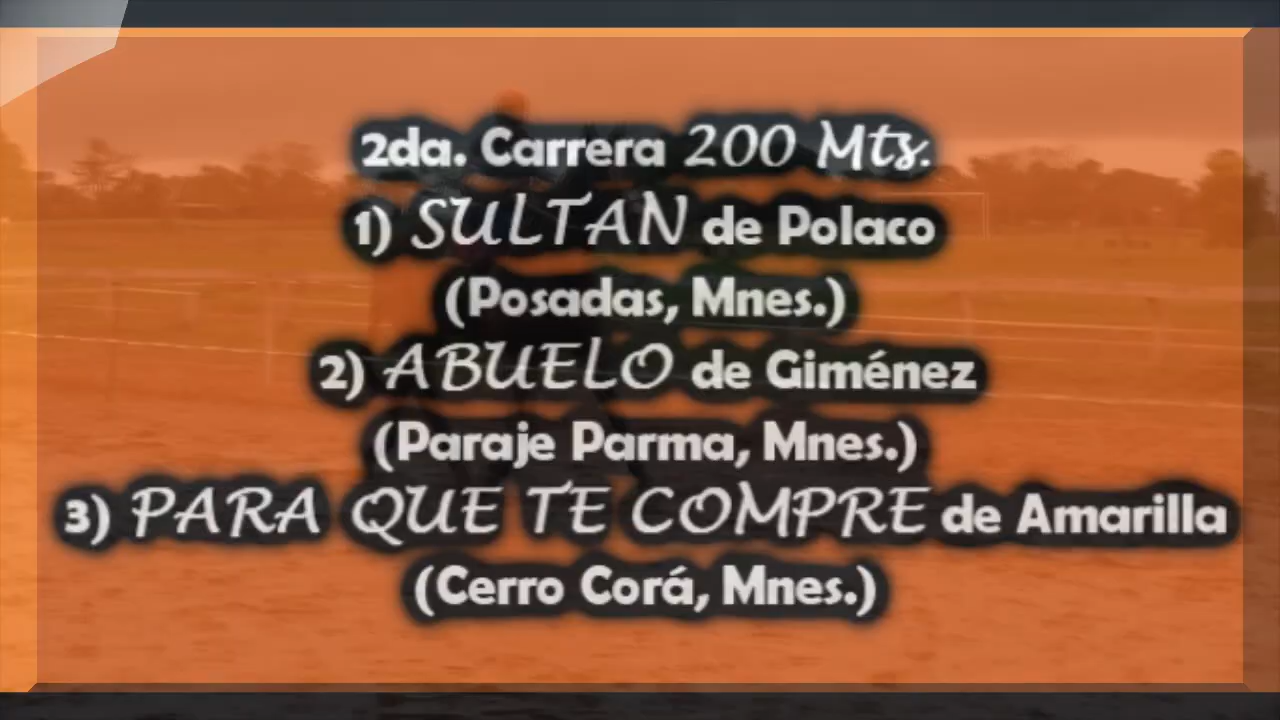 2da. Carrera 200 Mts.
1) SULTAN de Polaco
(Posadas, Mnes.)
2) ABUELO de Giménez
(Paraje Parma, Mnes.)
3) PARA QUE TE COMPRE de Amarilla
(Cerro Corá, Mnes.)